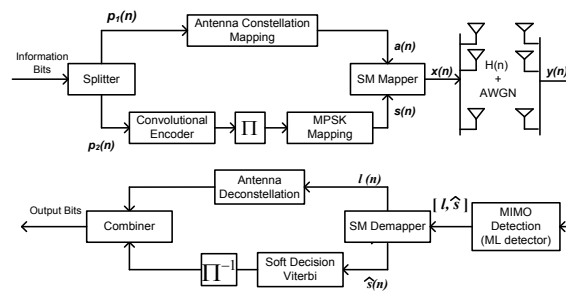 p₁(n)
Antenna Constellation
Mapping
Information
Bits
Splitter
a(n)
SM Mapper
x(n)
H(n)
+
AWGN
y(n)
s(n)
p₂(n)
Convolutional
Encoder
Π
MPSK
Mapping
Antenna
Deconstellation
l(n)
Output Bits
Combiner
SM Demapper
[ l, ŝ ]
MIMO
Detection
(ML detector)
Π⁻¹
Soft Decision
Viterbi
ŝ(n)